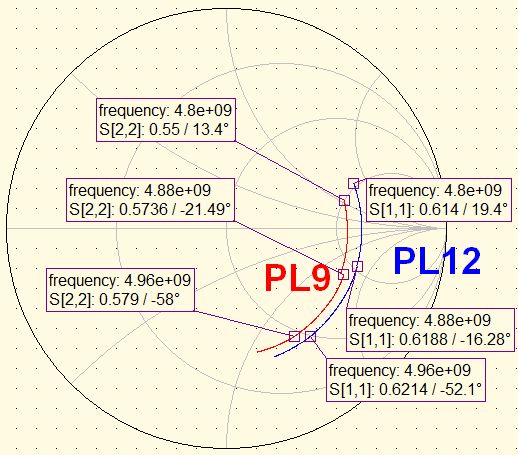 frequency: 4.8e+09
S[2,2]: 0.55 / 13.4°
frequency: 4.88e+09
S[2,2]: 0.5736 / -21.49°
frequency: 4.8e+09
S[1,1]: 0.614 / 19.4°
PL9
PL12
frequency: 4.96e+09
S[2,2]: 0.579 / -58°
frequency: 4.88e+09
S[1,1]: 0.6188 / -16.28°
frequency: 4.96e+09
S[1,1]: 0.6214 / -52.1°